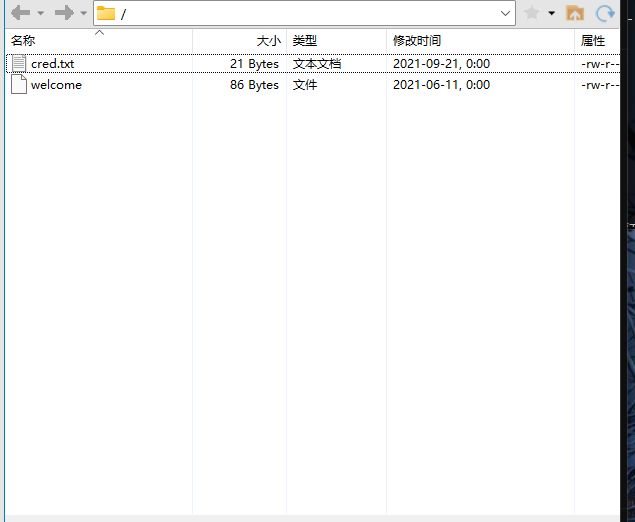 /
名称 大小 类型 修改时间 属性
cred.txt 21 Bytes 文本文档 2021-09-21, 0:00 -rw-r--
welcome 86 Bytes 文件 2021-06-11, 0:00 -rw-r--